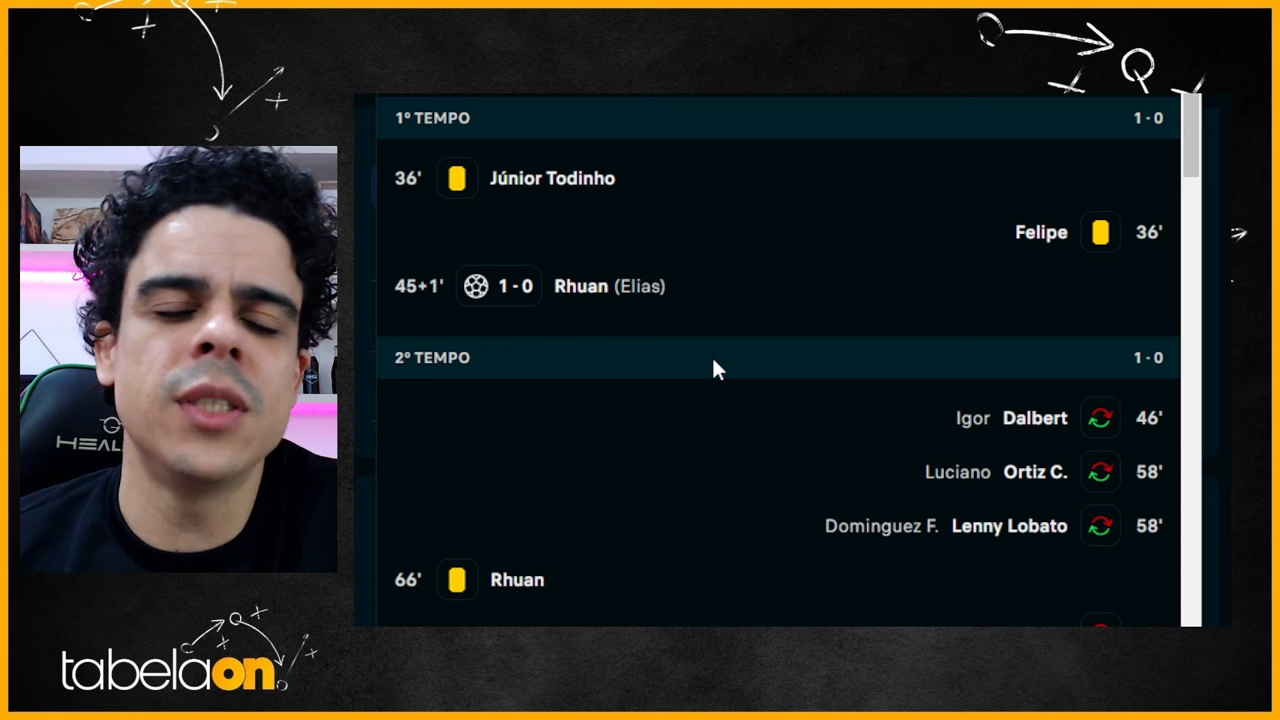 1º TEMPO 1 - 0
36' Júnior Todinho
Felipe 36'
45+1' 1 - 0 Rhuan (Elias)
2º TEMPO 1 - 0
Igor Dalbert 46'
Luciano Ortiz C. 58'
Dominguez F. Lenny Lobato 58'
66' Rhuan
HEAL
tabelaon